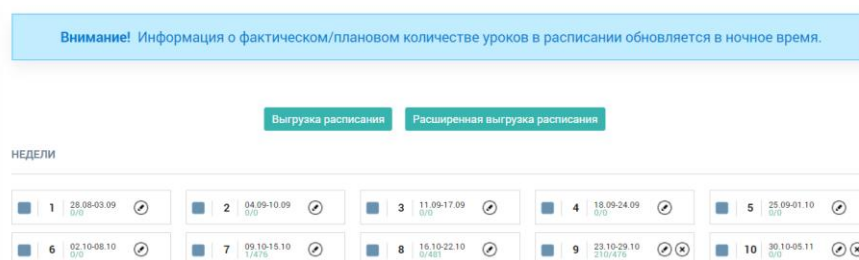 Внимание! Информация о фактическом/плановом количестве уроков в расписании обновляется в ночное время.
Выгрузка расписания Расширенная выгрузка расписания
НЕДЕЛИ
1 28.08-03.09 0/0
2 04.09-10.09 0/0
3 11.09-17.09 0/0
4 18.09-24.09 0/0
5 25.09-01.10 0/0
6 02.10-08.10 0/0
7 09.10-15.10 1/476
8 16.10-22.10 0/481
9 23.10-29.10 210/476
10 30.10-05.11 0/0